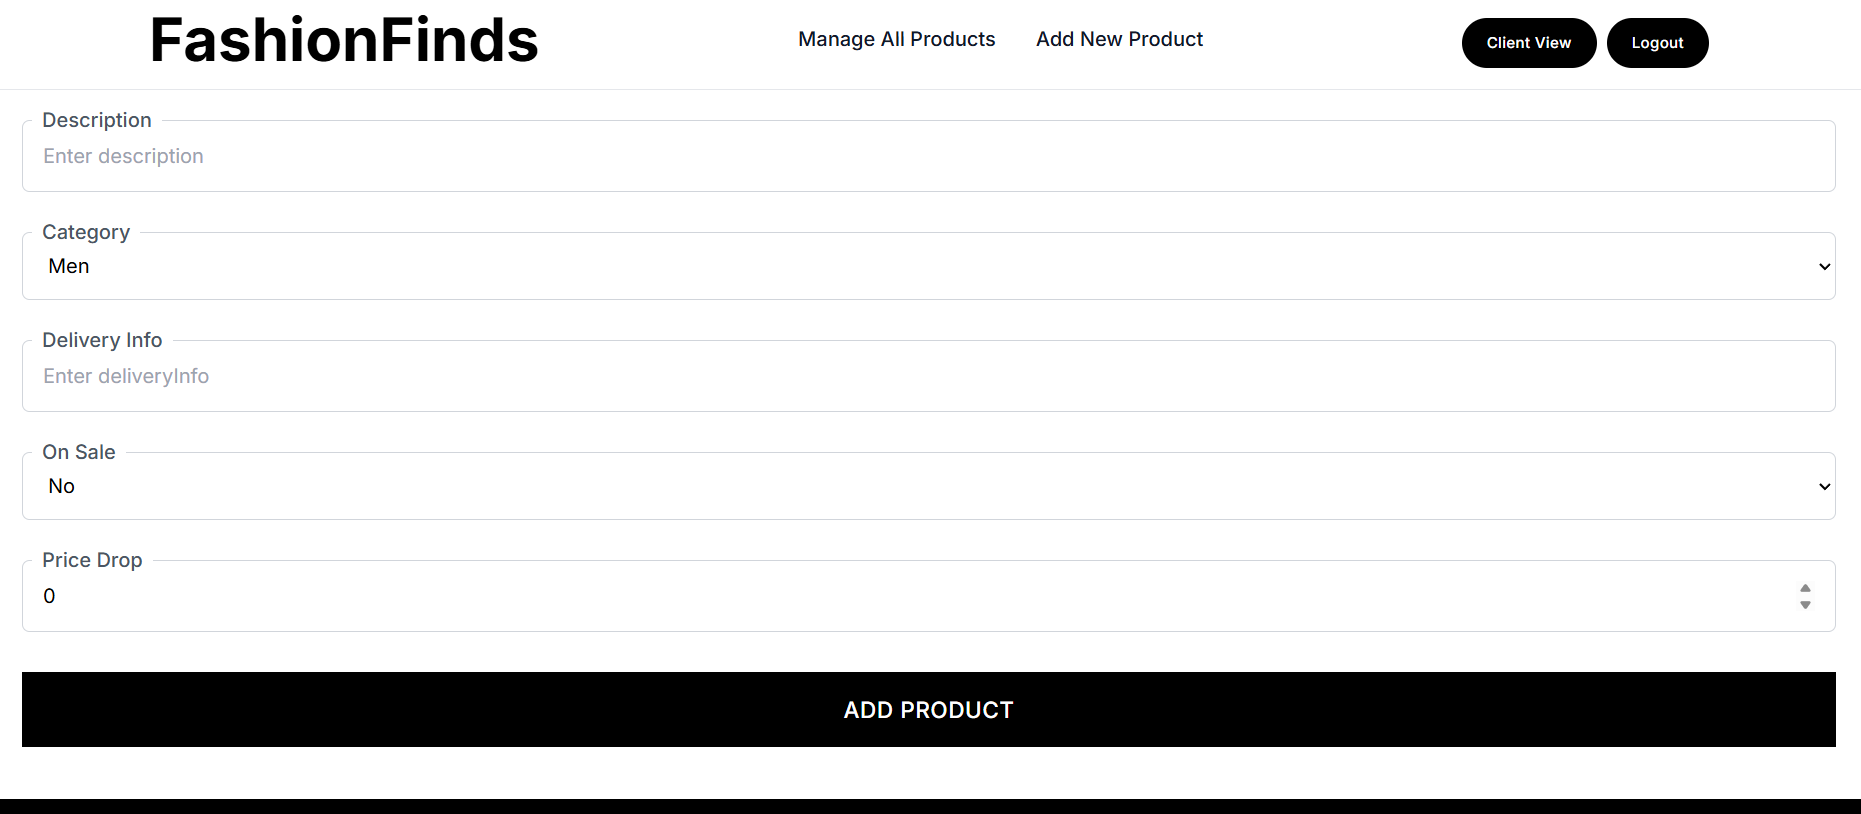 FashionFinds
Manage All Products
Add New Product
Client View
Logout
Description
Enter description
Category
Men
Delivery Info
Enter deliveryInfo
On Sale
No
Price Drop
0
ADD PRODUCT